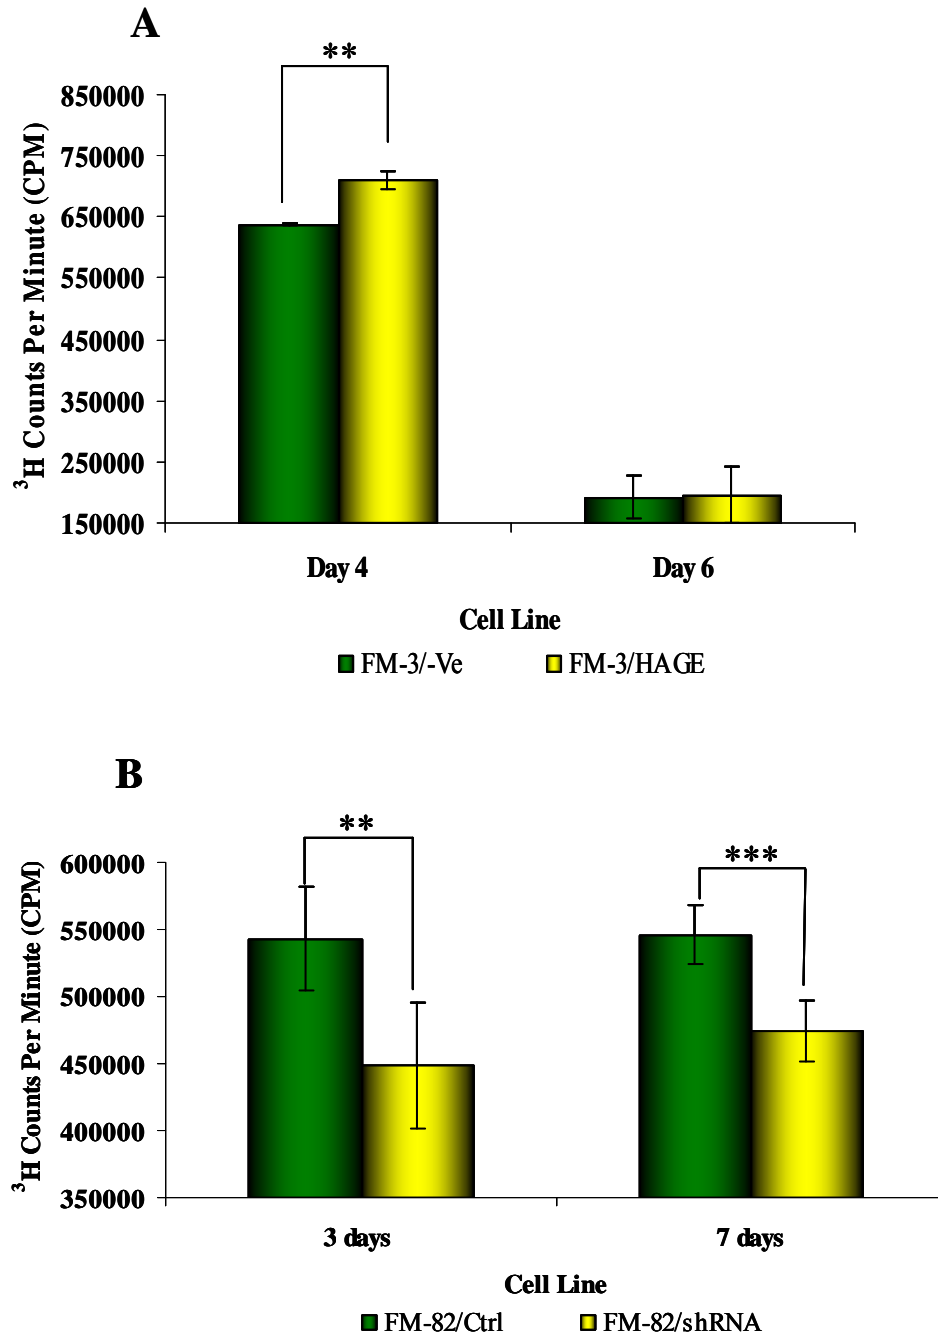 A
**
850000
750000
650000
550000
450000
350000
250000
150000
³H Counts Per Minute (CPM)
Day 4 Day 6
Cell Line
FM-3/-Ve FM-3/HAGE
B
**
***
600000
550000
500000
450000
400000
350000
³H Counts Per Minute (CPM)
3 days 7 days
Cell Line
FM-82/Ctrl FM-82/shRNA